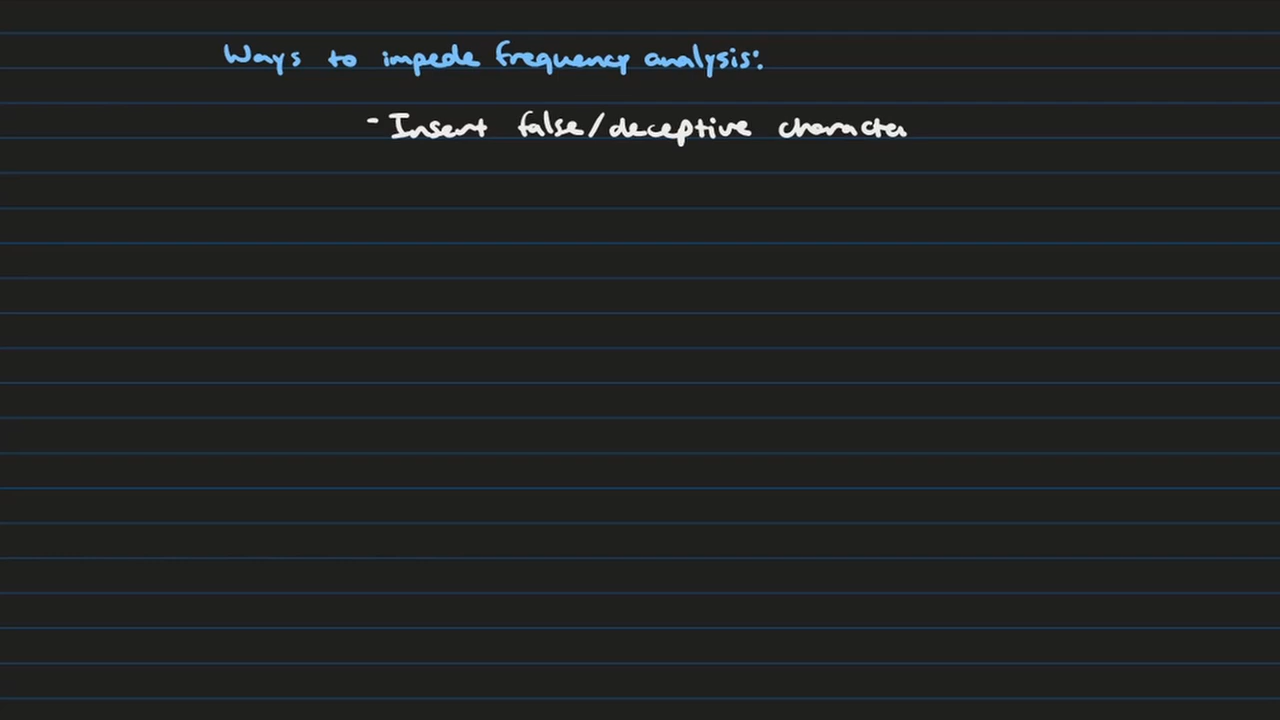 Ways to impede frequency analysis:
- Insert false/deceptive character